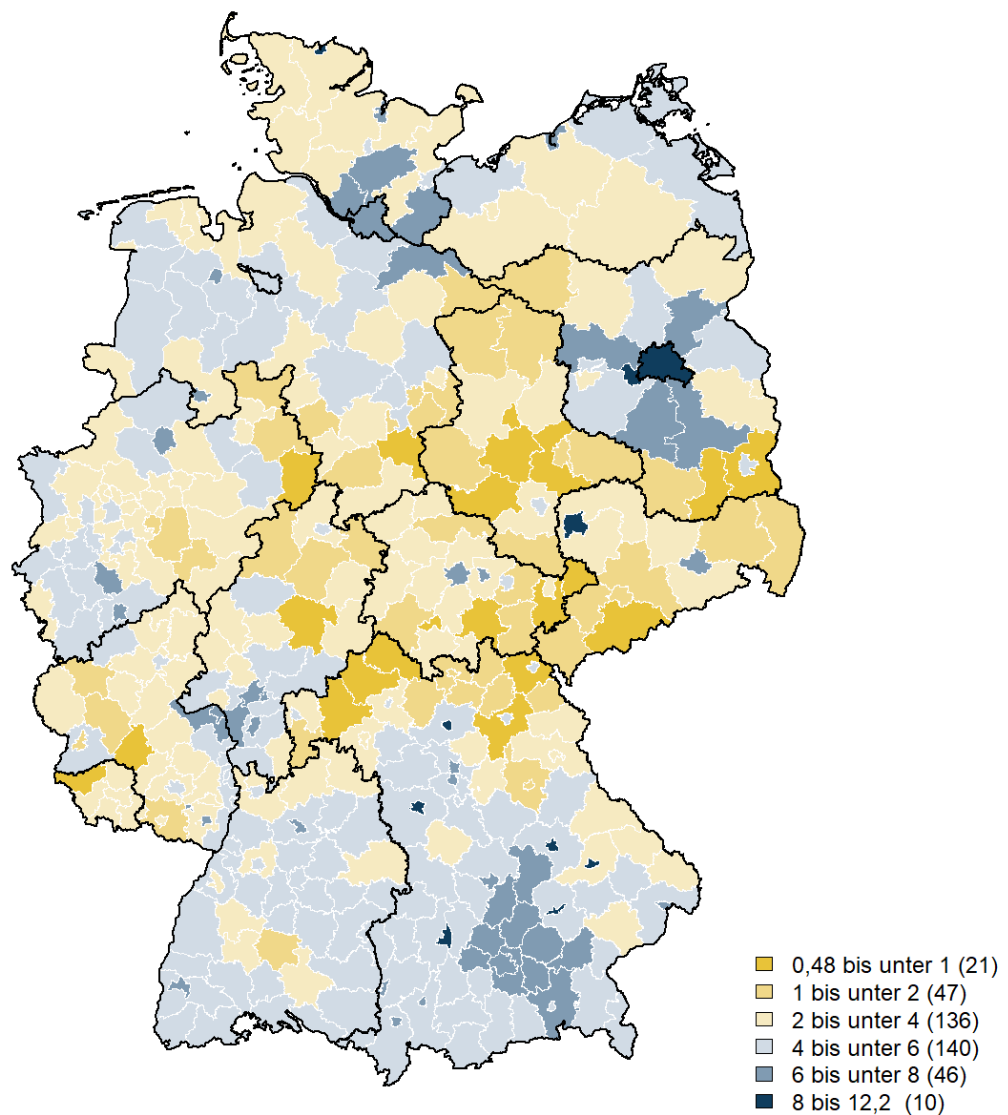 0,48 bis unter 1 (21)
1 bis unter 2 (47)
2 bis unter 4 (136)
4 bis unter 6 (140)
6 bis unter 8 (46)
8 bis 12,2 (10)